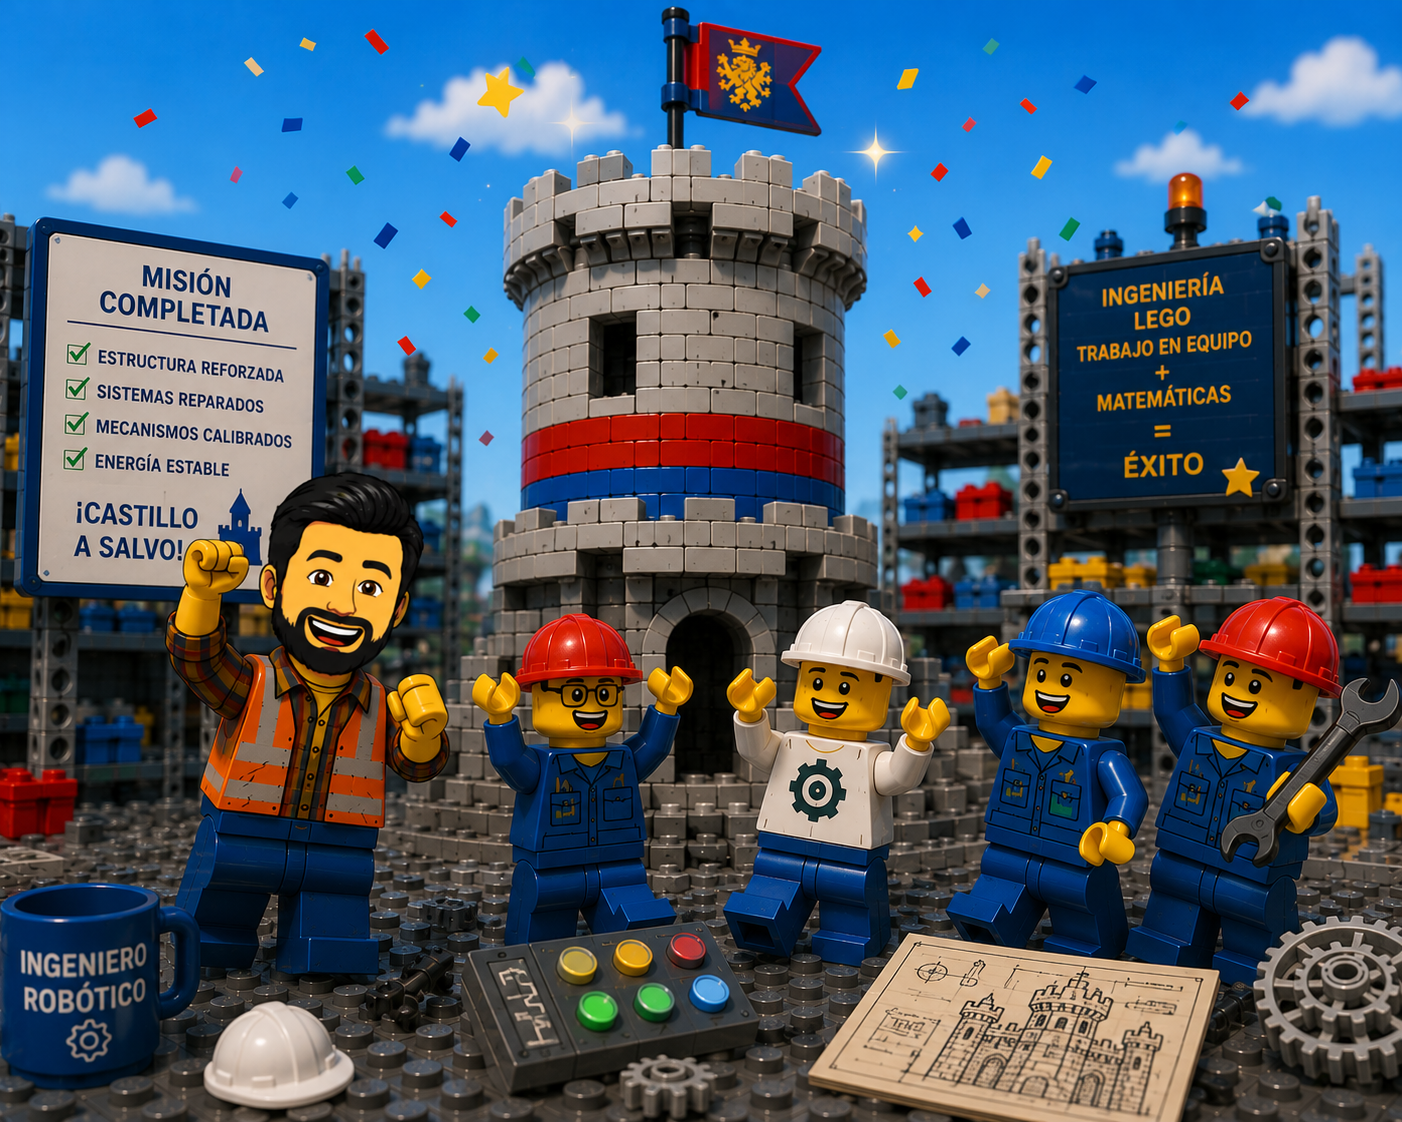 MISIÓN
COMPLETADA
ESTRUCTURA REFORZADA
SISTEMAS REPARADOS
MECANISMOS CALIBRADOS
ENERGÍA ESTABLE
¡CASTILLO
A SALVO!
INGENIERÍA
LEGO
TRABAJO EN EQUIPO
+
MATEMÁTICAS
=
ÉXITO
INGENIERO
ROBÓTICO